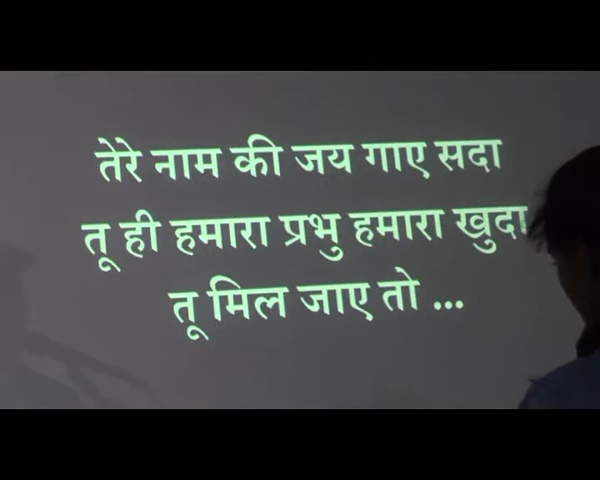 तेरे नाम की जय गाए सदा
तू ही हमारा प्रभु हमारा खुदा
तू मिल जाए तो ...